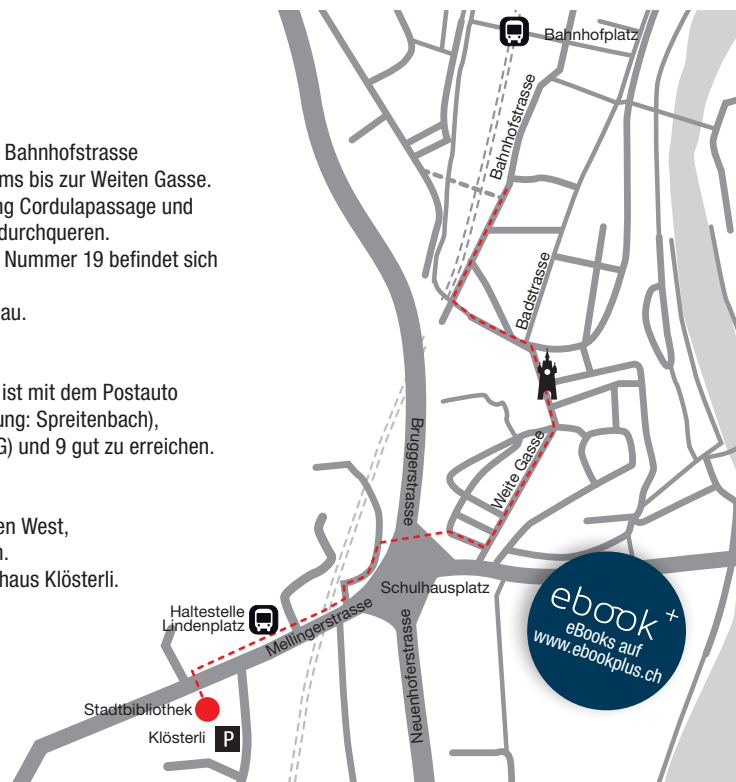 Bahnhofstrasse
ms bis zur Weiten Gasse.
ng Cordulapassage und
durchqueren.
Nummer 19 befindet sich
au.
ist mit dem Postauto
ung: Spreitenbach),
G) und 9 gut zu erreichen.
en West,
n.
haus Klösterli.
Bahnhofplatz
Bahnhofstrasse
Badstrasse
Bruggerstrasse
Weite Gasse
Schulhausplatz
Haltestelle
Lindenplatz
Mellingerstrasse
Neuenhoferstrasse
Stadtbibliothek
Klösterli P
ebook+
eBooks auf
www.ebookplus.ch